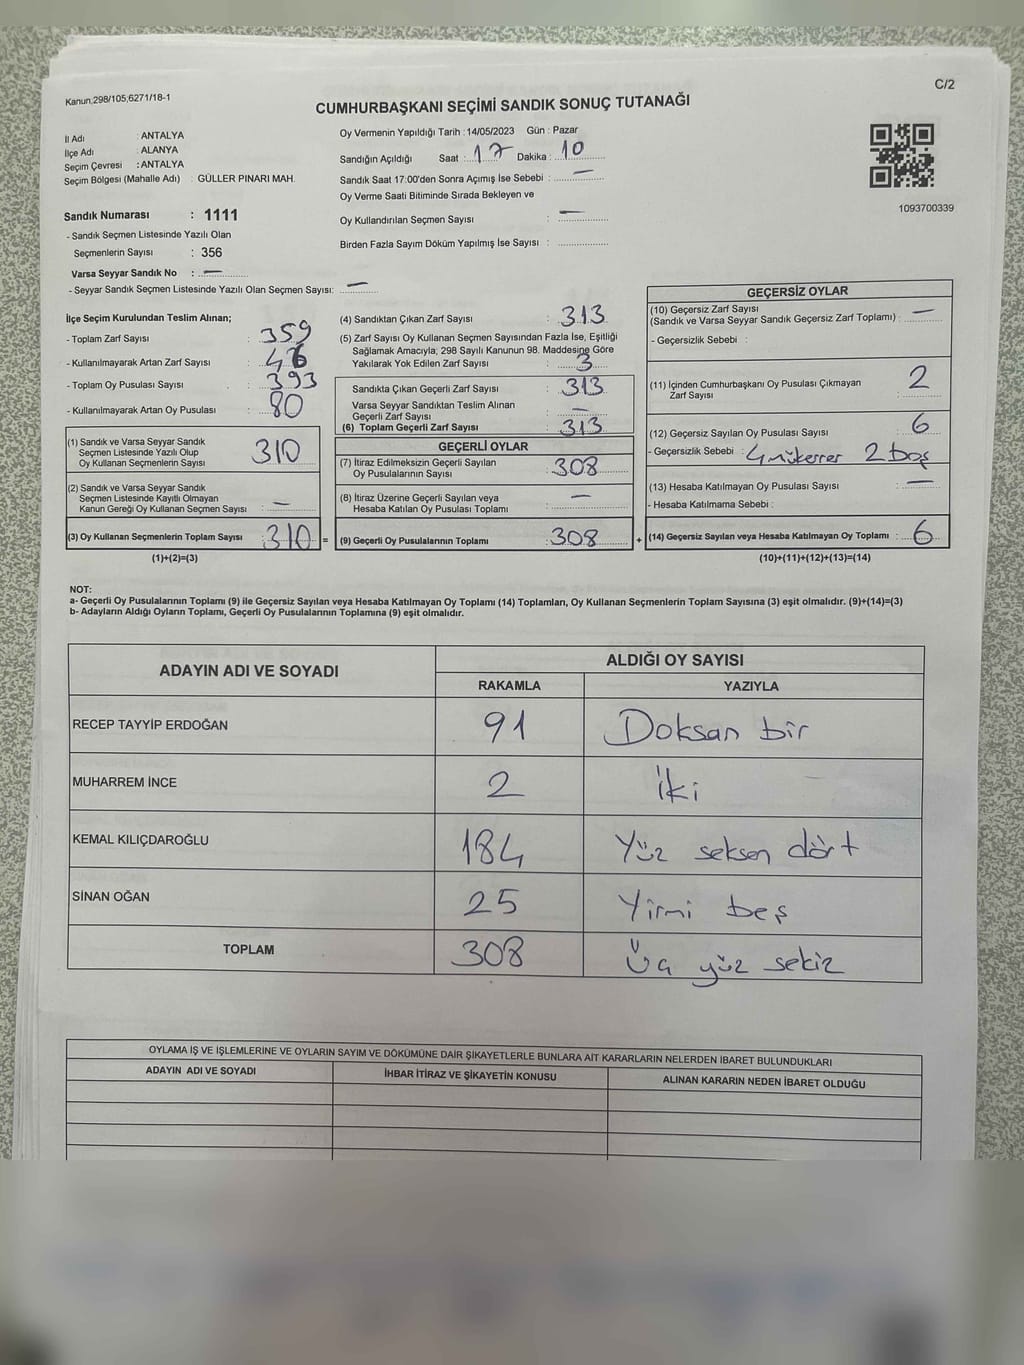 Kanun,298/105;6271/18-1
C/2
CUMHURBAŞKANI SEÇİMİ SANDIK SONUÇ TUTANAĞI
İl Adı : ANTALYA
İlçe Adı : ALANYA
Seçim Çevresi : ANTALYA
Seçim Bölgesi (Mahalle Adı) : GÜLLER PINARI MAH.
Sandık Numarası : 1111
- Sandık Seçmen Listesinde Yazılı Olan
Seçmenlerin Sayısı : 356
Varsa Seyyar Sandık No : —
- Seyyar Sandık Seçmen Listesinde Yazılı Olan Seçmen Sayısı: —
Oy Vermenin Yapıldığı Tarih : 14/05/2023 Gün : Pazar
Sandığın Açıldığı Saat : 17 Dakika : 10
Sandık Saat 17:00'den Sonra Açımış İse Sebebi : —
Oy Verme Saati Bitiminde Sırada Bekleyen ve
Oy Kullandırılan Seçmen Sayısı : —
Birden Fazla Sayım Döküm Yapılmış İse Sayısı :
1093700339
İlçe Seçim Kurulundan Teslim Alınan;
- Toplam Zarf Sayısı : 359
- Kullanılmayarak Artan Zarf Sayısı : 46
- Toplam Oy Pusulası Sayısı : 393
- Kullanılmayarak Artan Oy Pusulası : 80
(1) Sandık ve Varsa Seyyar Sandık
Seçmen Listesinde Yazılı Olup
Oy Kullanan Seçmenlerin Sayısı 310
(2) Sandık ve Varsa Seyyar Sandık
Seçmen Listesinde Kayıtlı Olmayan
Kanun Gereği Oy Kullanan Seçmen Sayısı : —
(3) Oy Kullanan Seçmenlerin Toplam Sayısı : 310 =
(1)+(2)=(3)
(4) Sandıktan Çıkan Zarf Sayısı : 313
(5) Zarf Sayısı Oy Kullanan Seçmen Sayısından Fazla İse, Eşitliği
Sağlamak Amacıyla; 298 Sayılı Kanunun 98. Maddesine Göre
Yakılarak Yok Edilen Zarf Sayısı : 3
Sandıkta Çıkan Geçerli Zarf Sayısı : 313
Varsa Seyyar Sandıktan Teslim Alınan
Geçerli Zarf Sayısı : —
(6) Toplam Geçerli Zarf Sayısı : 313
GEÇERLİ OYLAR
(7) İtiraz Edilmeksizin Geçerli Sayılan
Oy Pusulalarının Sayısı : 308
(8) İtiraz Üzerine Geçerli Sayılan veya
Hesaba Katılan Oy Pusulası Toplamı : —
(9) Geçerli Oy Pusulalarının Toplamı : 308 +
GEÇERSİZ OYLAR
(10) Geçersiz Zarf Sayısı
(Sandık ve Varsa Seyyar Sandık Geçersiz Zarf Toplamı) : —
- Geçersizlik Sebebi :
(11) İçinden Cumhurbaşkanı Oy Pusulası Çıkmayan
Zarf Sayısı : 2
(12) Geçersiz Sayılan Oy Pusulası Sayısı : 6
- Geçersizlik Sebebi : 4 mükerrer 2 boş
(13) Hesaba Katılmayan Oy Pusulası Sayısı : —
- Hesaba Katılmama Sebebi :
(14) Geçersiz Sayılan veya Hesaba Katılmayan Oy Toplamı : 6
(10)+(11)+(12)+(13)=(14)
NOT:
a- Geçerli Oy Pusulalarının Toplamı (9) ile Geçersiz Sayılan veya Hesaba Katılmayan Oy Toplamı (14) Toplamları, Oy Kullanan Seçmenlerin Toplam Sayısına (3) eşit olmalıdır. (9)+(14)=(3)
b- Adayların Aldığı Oyların Toplamı, Geçerli Oy Pusulalarının Toplamına (9) eşit olmalıdır.
ADAYIN ADI VE SOYADI ALDIĞI OY SAYISI
RAKAMLA YAZIYLA
RECEP TAYYİP ERDOĞAN 91 Doksan bir
MUHARREM İNCE 2 İki
KEMAL KILIÇDAROĞLU 184 Yüz seksen dört
SİNAN OĞAN 25 Yirmi beş
TOPLAM 308 Üç yüz sekiz
OYLAMA İŞ VE İŞLEMLERİNE VE OYLARIN SAYIM VE DÖKÜMÜNE DAİR ŞİKAYETLERLE BUNLARA AİT KARARLARIN NELERDEN İBARET BULUNDUKLARI
ADAYIN ADI VE SOYADI İHBAR İTİRAZ VE ŞİKAYETİN KONUSU ALINAN KARARIN NEDEN İBARET OLDUĞU